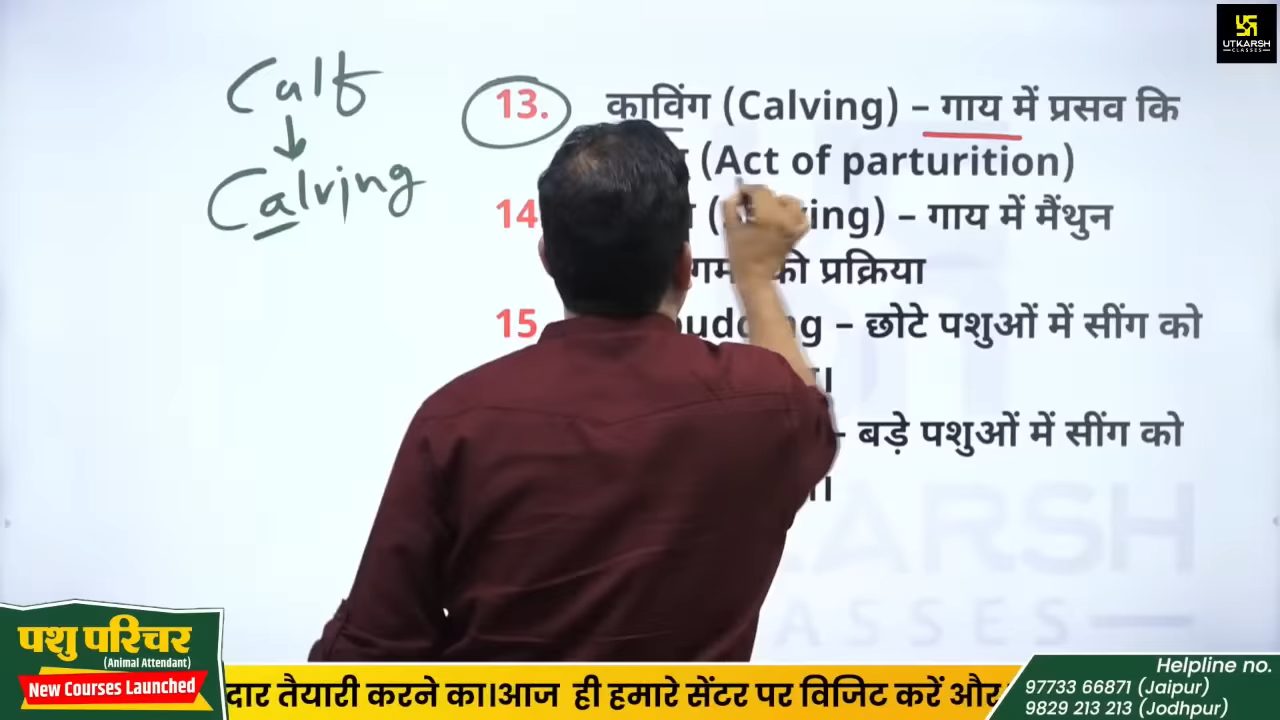 Calf
Calving
13. काविंग (Calving) – गाय में प्रसव कि
(Act of parturition)
14 – गाय में मैंथुन
की प्रक्रिया
15 – छोटे पशुओं में सींग को
– बड़े पशुओं में सींग को
UTKARSH
CLASSES
पशु परिचर
(Animal Attendant)
New Courses Launched
दार तैयारी करने का।आज ही हमारे सेंटर पर विजिट करें और
Helpline no.
97733 66871 (Jaipur)
9829 213 213 (Jodhpur)